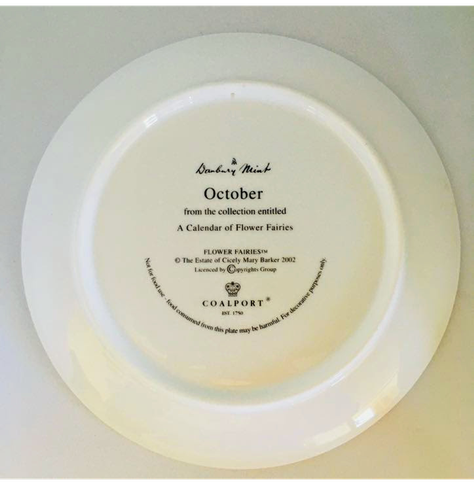 Danbury Mint
October
from the collection entitled
A Calendar of Flower Fairies
FLOWER FAIRIES™
© The Estate of Cicely Mary Barker 2002
Licenced by Copyrights Group
COALPORT®
EST. 1750
Not for food use - food consumed from this plate may be harmful. For decorative purposes only.